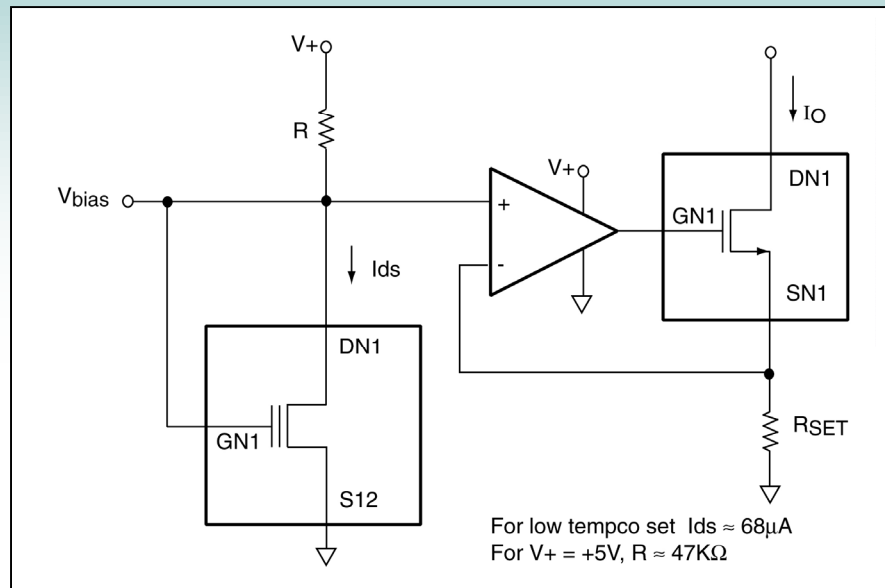 V+
R
Vbias
Ids
DN1
GN1
S12
+
-
V+
IO
DN1
GN1
SN1
RSET
For low tempco set Ids ≈ 68µA
For V+ = +5V, R ≈ 47KΩ